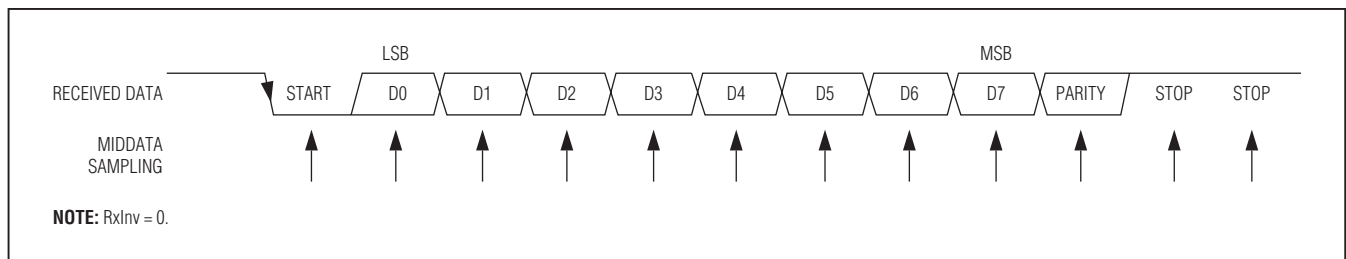 LSB MSB
RECEIVED DATA START D0 D1 D2 D3 D4 D5 D6 D7 PARITY STOP STOP
MIDDATA
SAMPLING
NOTE: RxInv = 0.